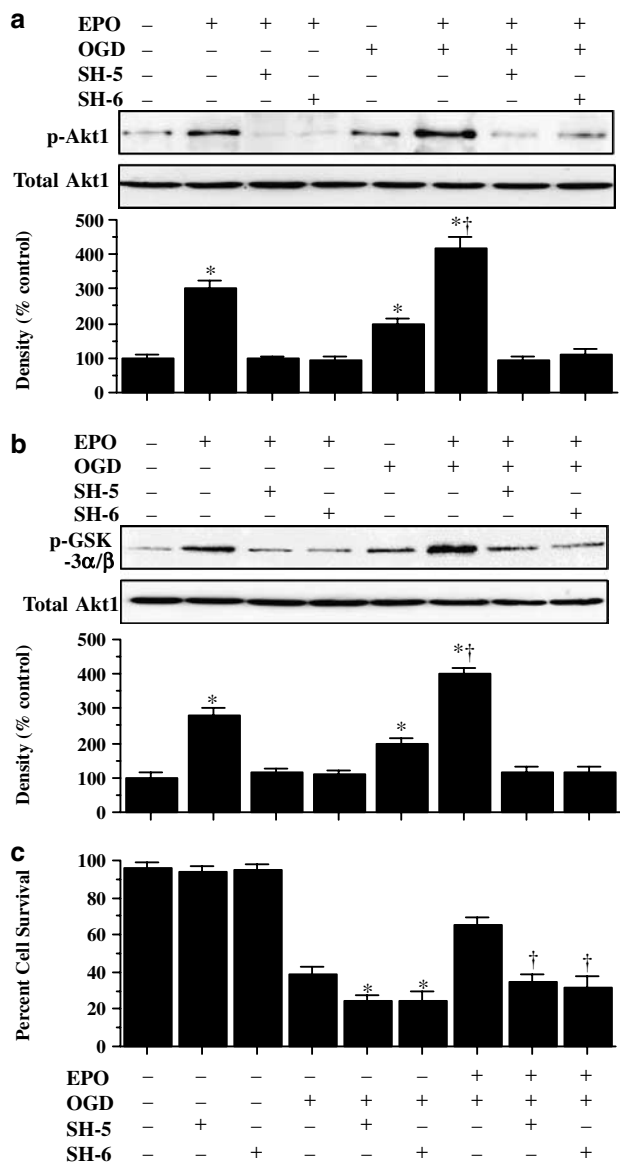 a
EPO – + + + – + + +
OGD – – – – + + + +
SH-5 – – + – – – + –
SH-6 – – – + – – – +
p-Akt1
Total Akt1
Density (% control)
500
400
300
200
100
0
* * *†
b
EPO – + + + – + + +
OGD – – – – + + + +
SH-5 – – + – – – + –
SH-6 – – – + – – – +
p-GSK
-3α/β
Total Akt1
Density (% control)
500
400
300
200
100
0
* * *†
c
Percent Cell Survival
100
80
60
40
20
0
* * † †
EPO – – – – – – + + +
OGD – – – + + + + + +
SH-5 – + – – + – – + –
SH-6 – – + – – + – – +